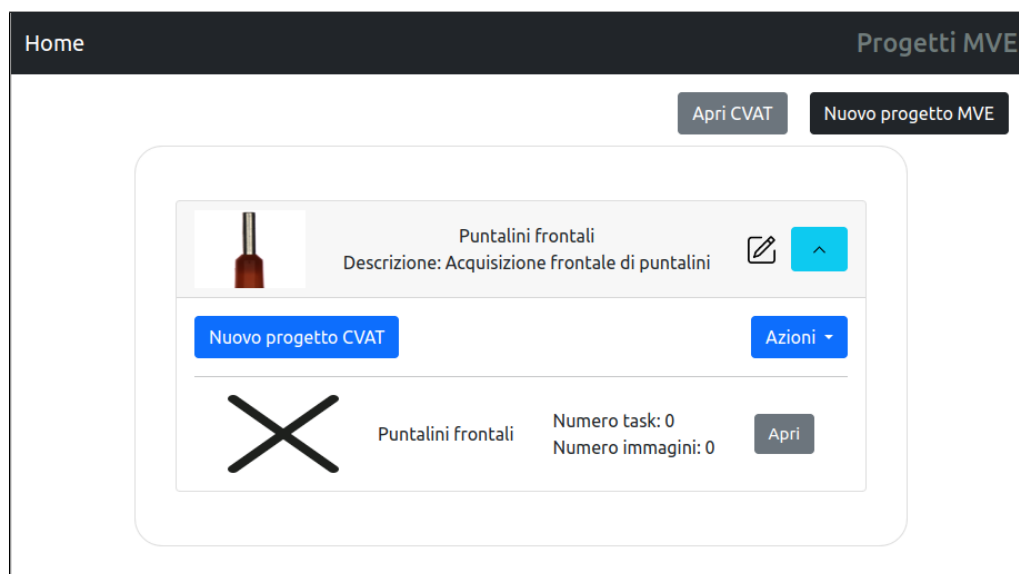 Home
Progetti MVE
Apri CVAT
Nuovo progetto MVE
Puntalini frontali
Descrizione: Acquisizione frontale di puntalini
Nuovo progetto CVAT
Azioni
Puntalini frontali
Numero task: 0
Numero immagini: 0
Apri